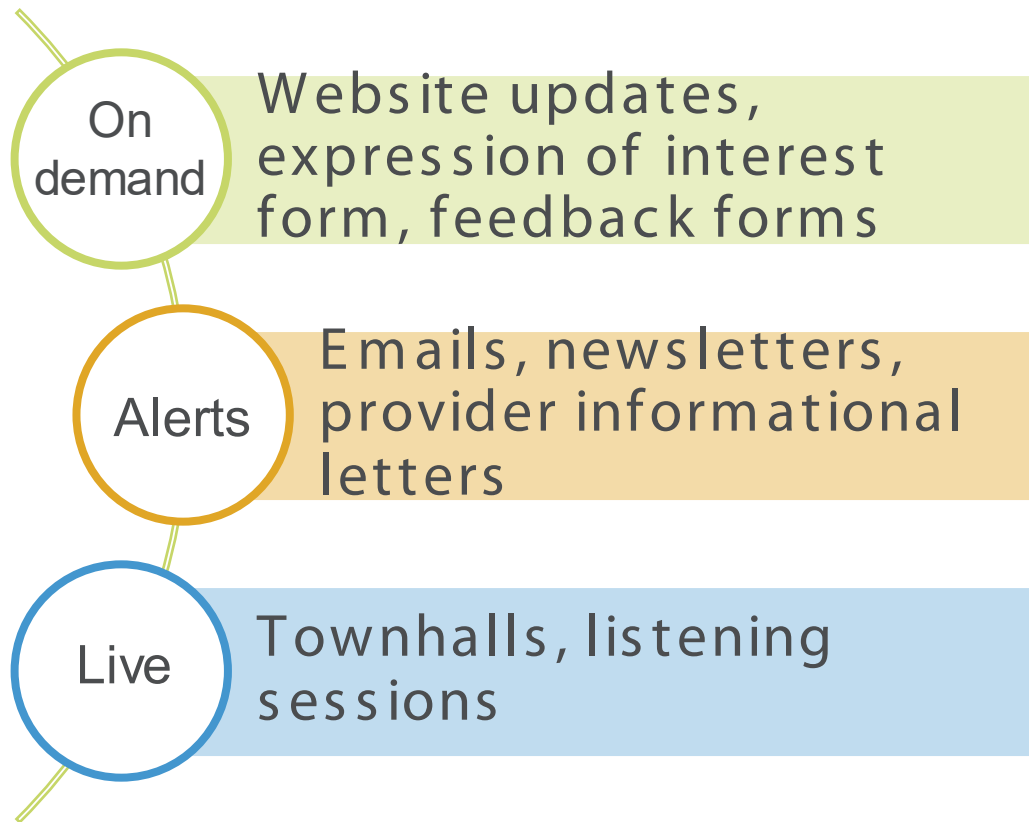 On
demand
Website updates,
expression of interest
form, feedback forms
Alerts
Emails, newsletters,
provider informational
letters
Live
Townhalls, listening
sessions